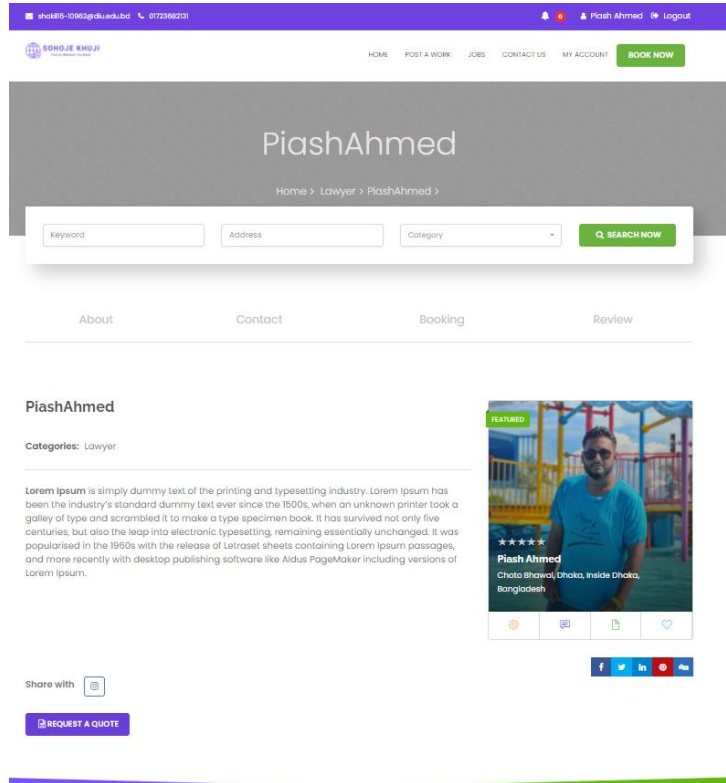 shakil15-10962@diu.edu.bd 01723682131 0 Piash Ahmed Logout
SOHOJE KHUJI
HOME POST A WORK JOBS CONTACT US MY ACCOUNT BOOK NOW
PiashAhmed
Home > Lawyer > PiashAhmed >
Keyword Address Category SEARCH NOW
About Contact Booking Review
PiashAhmed
Categories: Lawyer
Lorem Ipsum is simply dummy text of the printing and typesetting industry. Lorem Ipsum has
been the industry's standard dummy text ever since the 1500s, when an unknown printer took a
galley of type and scrambled it to make a type specimen book. It has survived not only five
centuries, but also the leap into electronic typesetting, remaining essentially unchanged. It was
popularised in the 1960s with the release of Letraset sheets containing Lorem Ipsum passages,
and more recently with desktop publishing software like Aldus PageMaker including versions of
Lorem Ipsum.
FEATURED
Piash Ahmed
Choto Bhawal, Dhaka, Inside Dhaka,
Bangladesh
Share with
REQUEST A QUOTE